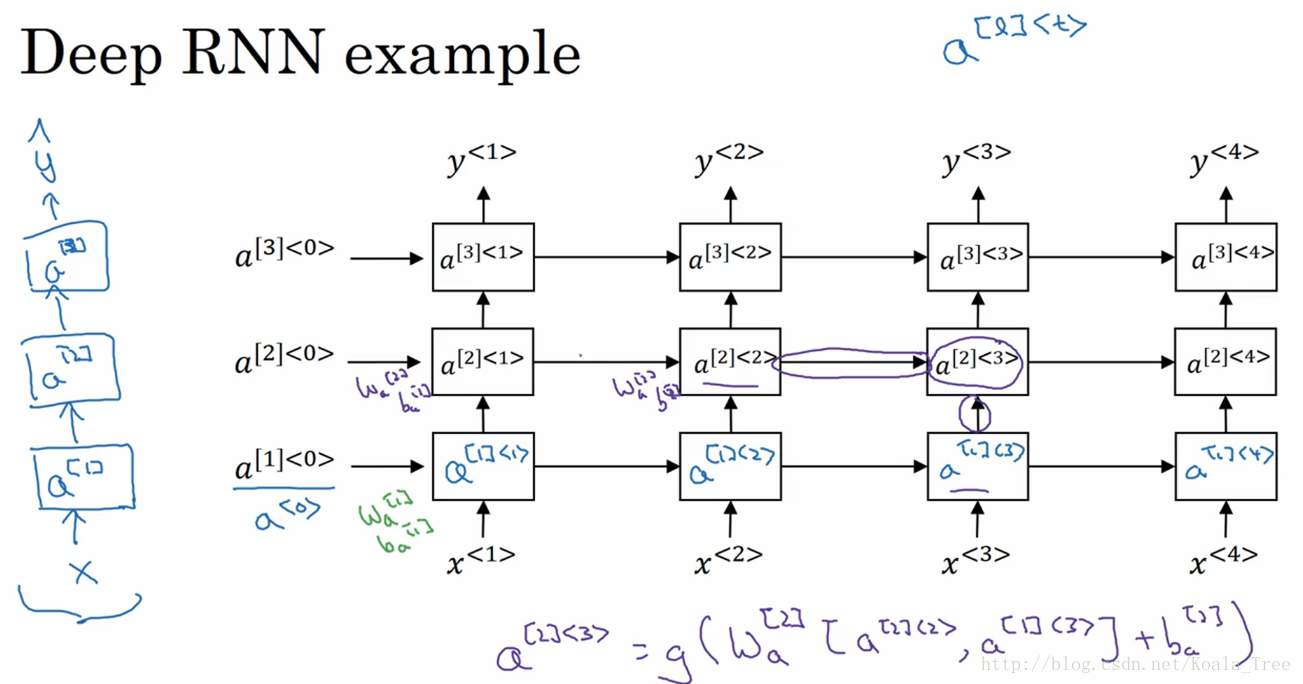 Deep RNN example
a^[l]<t>
ŷ
y^<1> y^<2> y^<3> y^<4>
a^[3] a^[3]<0> a^[3]<1> a^[3]<2> a^[3]<3> a^[3]<4>
a^[2] a^[2]<0> a^[2]<1> a^[2]<2> a^[2]<3> a^[2]<4>
W_a^[2] b_a^[2] W_a^[2] b_a^[2]
a^[1] a^[1]<0> a^[1]<1> a^[1]<2> a^[1]<3> a^[1]<4>
a^<0> W_a^[1]
b_a^[1]
x x^<1> x^<2> x^<3> x^<4>
a^[2]<3> = g(W_a^[2] [a^[2]<2>, a^[1]<3>] + b_a^[2])
http://blog.csdn.net/Koala_Tree